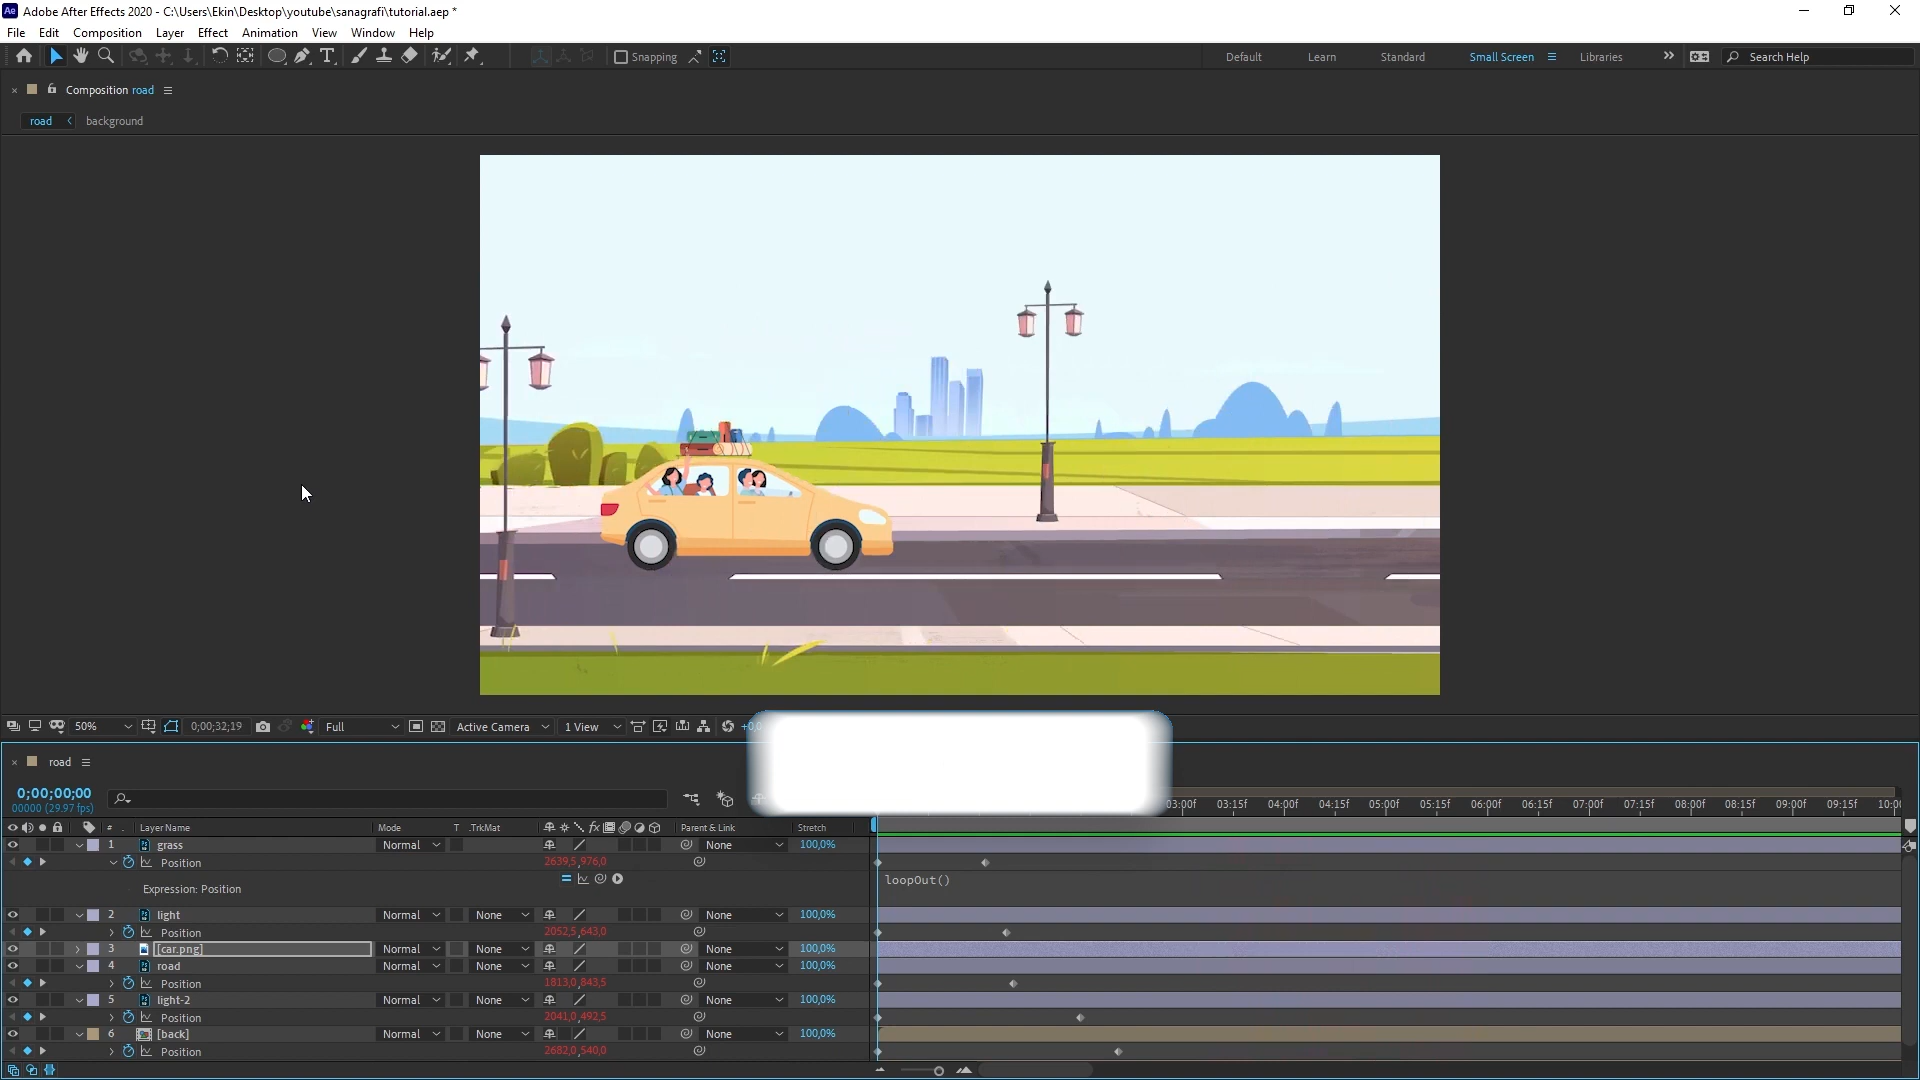 Adobe After Effects 2020 - C:\Users\Ekin\Desktop\youtube\sanagrafi\tutorial.aep *
File Edit Composition Layer Effect Animation View Window Help
Snapping Default Learn Standard Small Screen Libraries Search Help
Composition road
road background
50% 0;00;32;19 Full Active Camera 1 View
road
0;00;00;00
00000 (29.97 fps)
03:00f 03:15f 04:00f 04:15f 05:00f 05:15f 06:00f 06:15f 07:00f 07:15f 08:00f 08:15f 09:00f 09:15f
# Layer Name Mode T .TrkMat Parent & Link Stretch
1 grass Normal None 100,0%
Position 2639,5,976,0
Expression: Position loopOut()
2 light Normal None None 100,0%
Position 2052,5,643,0
3 [car.png] Normal None None 100,0%
4 road Normal None None 100,0%
Position 1813,0,843,5
5 light-2 Normal None None 100,0%
Position 2041,0,492,5
6 [back] Normal None None 100,0%
Position 2682,0,540,0